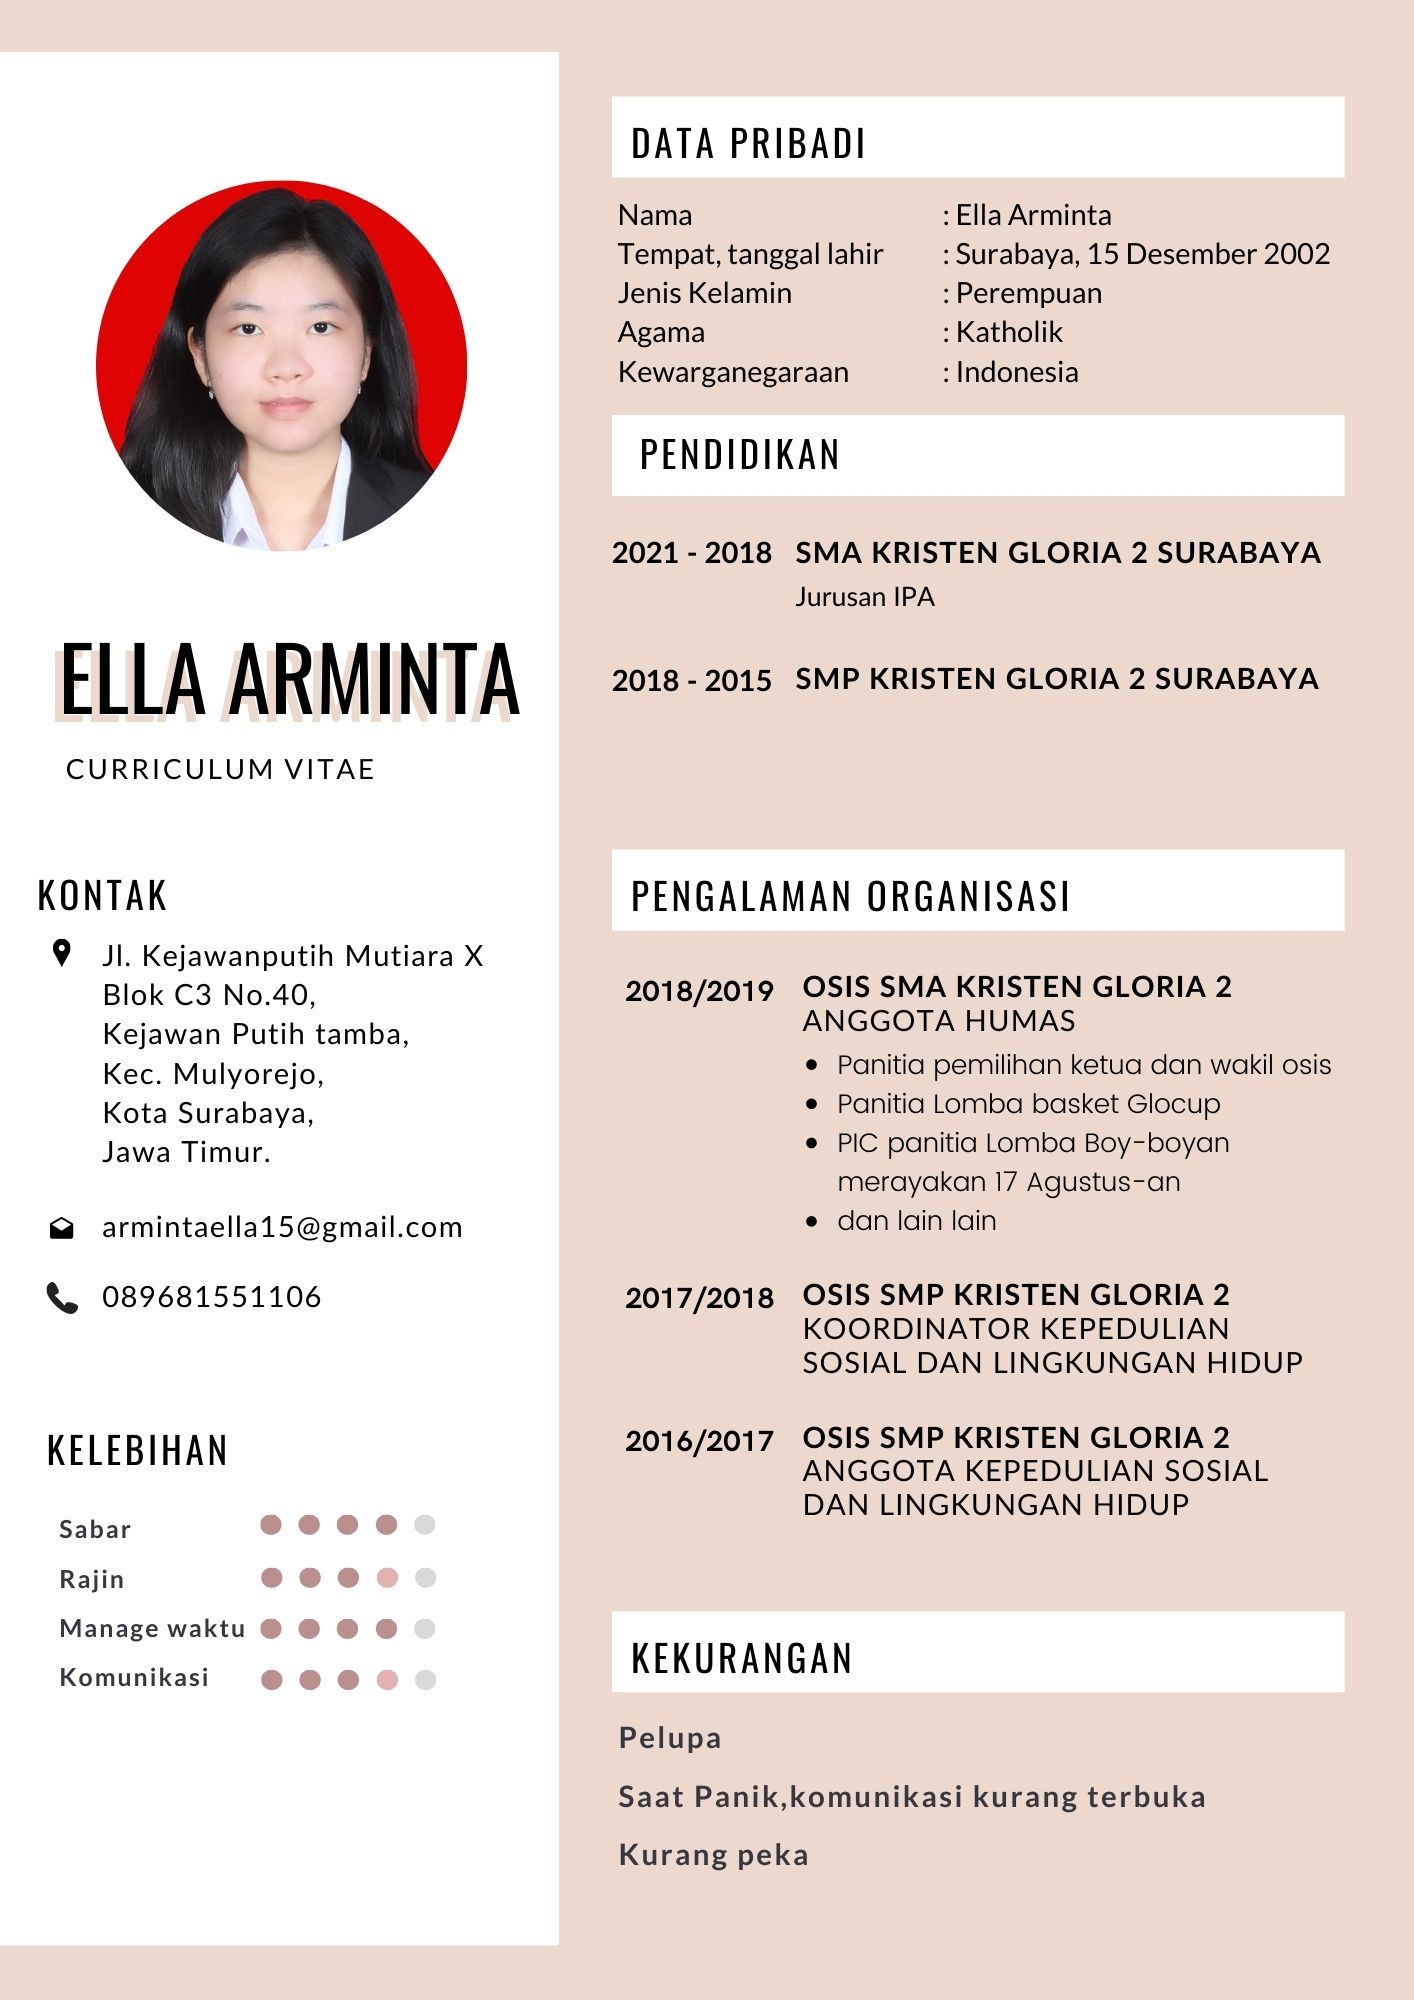 ELLA ARMINTA
CURRICULUM VITAE
KONTAK
Jl. Kejawanputih Mutiara X
Blok C3 No.40,
Kejawan Putih tamba,
Kec. Mulyorejo,
Kota Surabaya,
Jawa Timur.
armintaella15@gmail.com
089681551106
KELEBIHAN
Sabar
Rajin
Manage waktu
Komunikasi
DATA PRIBADI
Nama : Ella Arminta
Tempat, tanggal lahir : Surabaya, 15 Desember 2002
Jenis Kelamin : Perempuan
Agama : Katholik
Kewarganegaraan : Indonesia
PENDIDIKAN
2021 - 2018 SMA KRISTEN GLORIA 2 SURABAYA
Jurusan IPA
2018 - 2015 SMP KRISTEN GLORIA 2 SURABAYA
PENGALAMAN ORGANISASI
2018/2019 OSIS SMA KRISTEN GLORIA 2
ANGGOTA HUMAS
• Panitia pemilihan ketua dan wakil osis
• Panitia Lomba basket Glocup
• PIC panitia Lomba Boy-boyan
merayakan 17 Agustus-an
• dan lain lain
2017/2018 OSIS SMP KRISTEN GLORIA 2
KOORDINATOR KEPEDULIAN
SOSIAL DAN LINGKUNGAN HIDUP
2016/2017 OSIS SMP KRISTEN GLORIA 2
ANGGOTA KEPEDULIAN SOSIAL
DAN LINGKUNGAN HIDUP
KEKURANGAN
Pelupa
Saat Panik,komunikasi kurang terbuka
Kurang peka